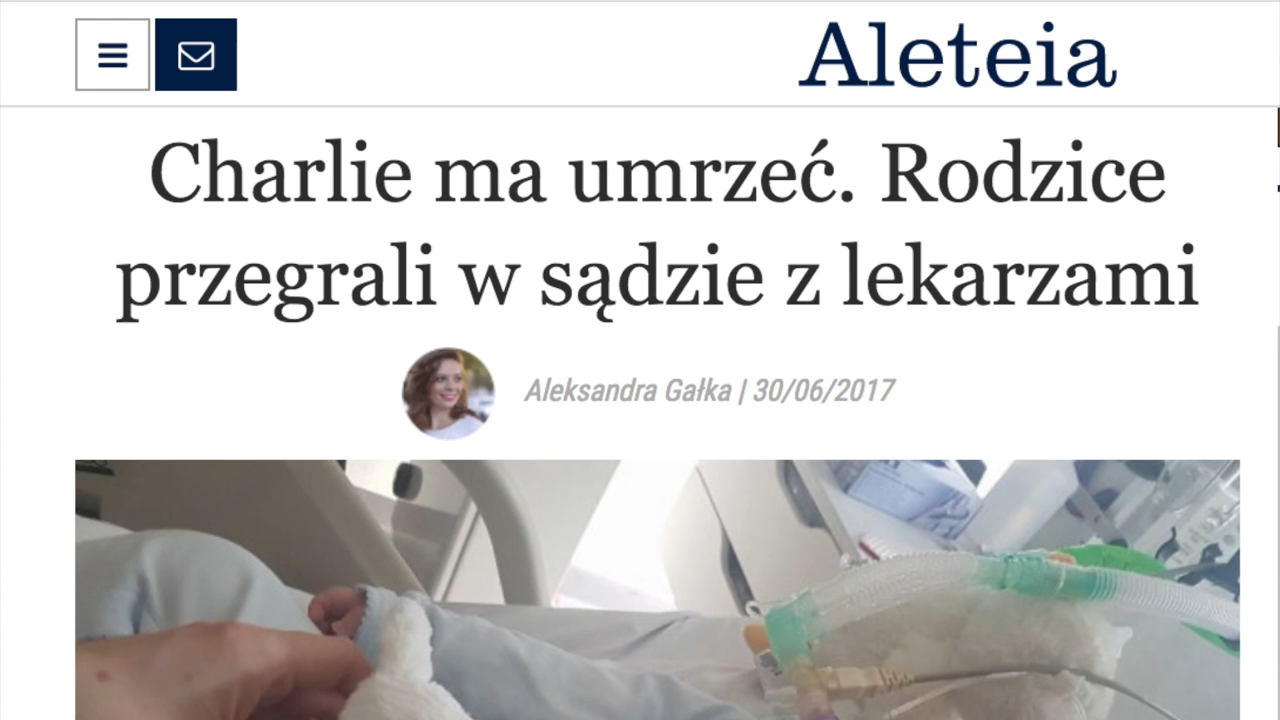 Aleteia
Charlie ma umrzeć. Rodzice
przegrali w sądzie z lekarzami
Aleksandra Gałka | 30/06/2017